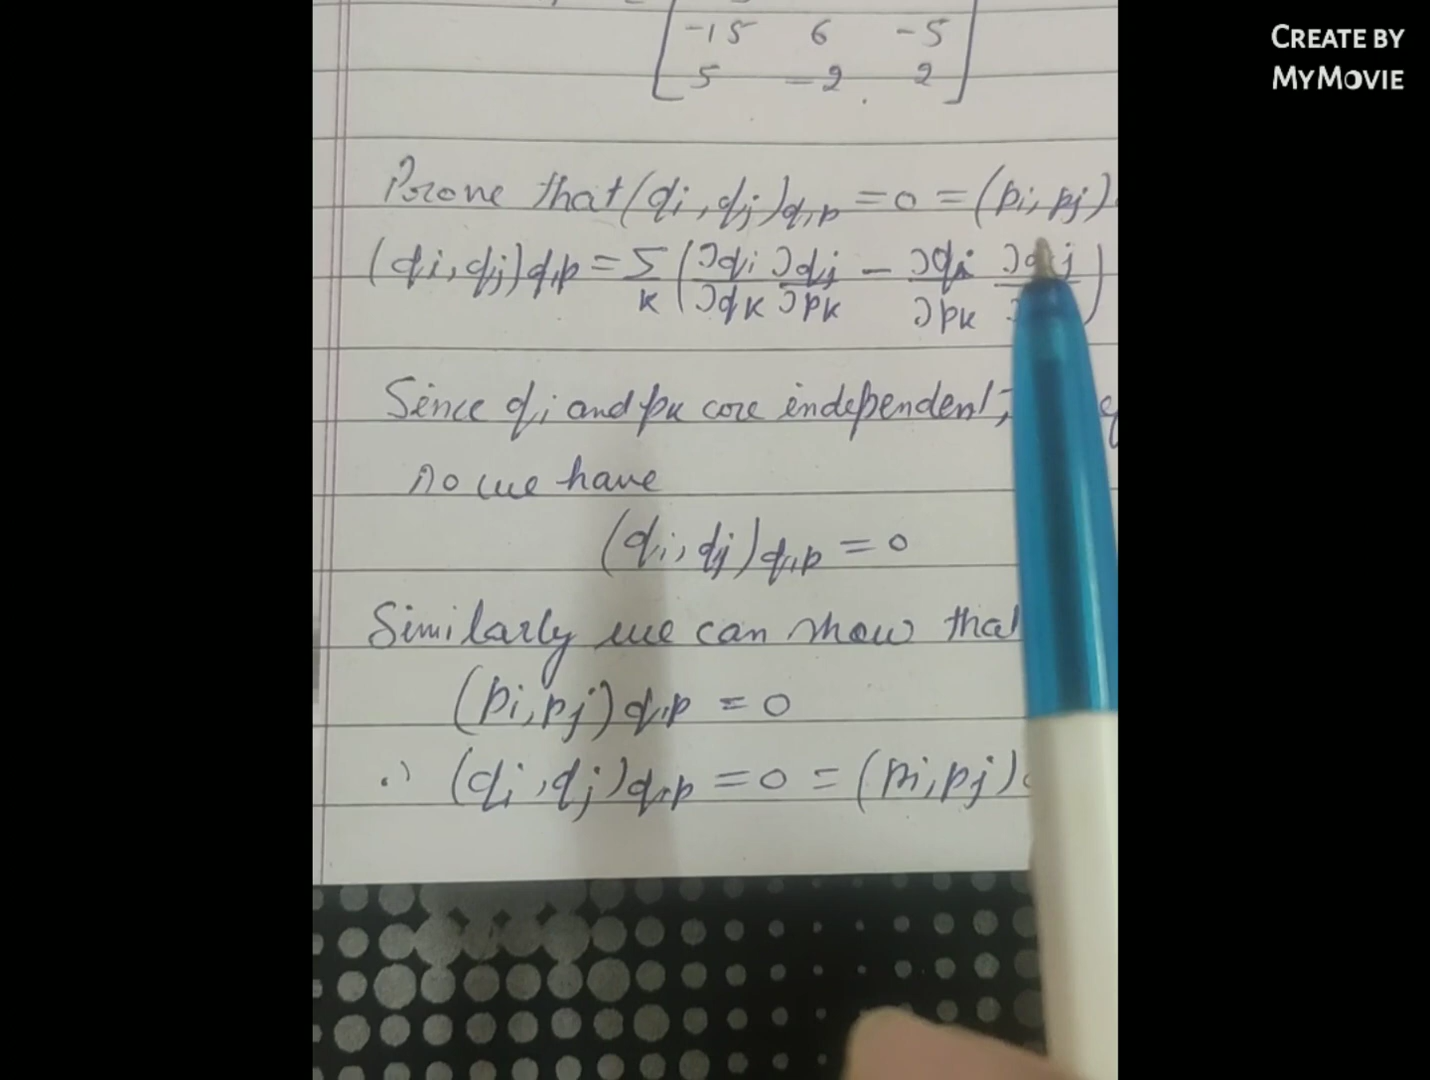 -15 6 -5
5 -2 2
Prove that (qi, qj)q,p = 0 = (pi, pj)
(qi, qj)q,p = Σ k (∂qi/∂qk ∂qj/∂pk - ∂qi/∂pk ∂qj/)
Since qi and pk are independent,
so we have
(qi, qj)q,p = 0
Similarly we can show that
(pi, pj)q,p = 0
∴ (qi, qj)q,p = 0 = (pi, pj)
CREATE BY
MYMOVIE